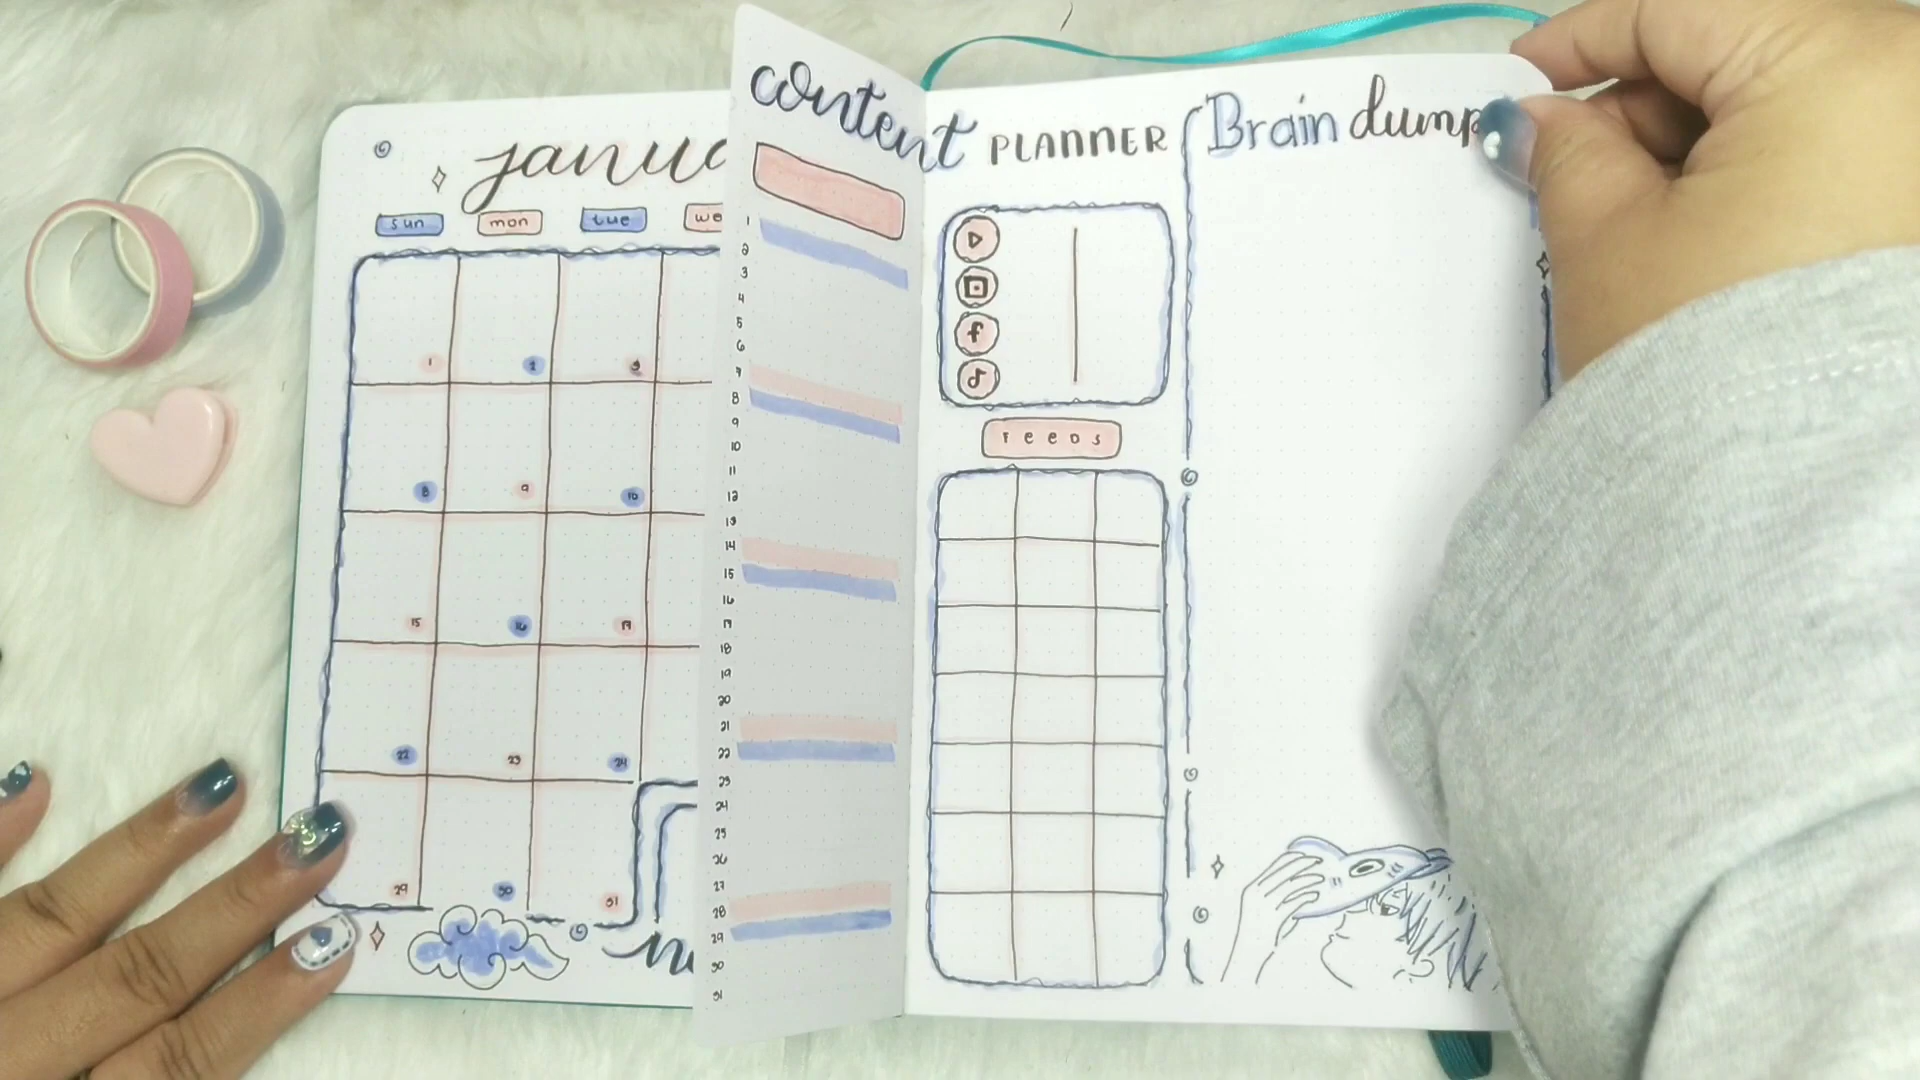 janua
sun mon tue we
1 2 3
8 9 10
15 16 17
22 23 24
29 30 31
content PLANNER
1
2
3
4
5
6
7
8
9
10
11
12
13
14
15
16
17
18
19
20
21
22
23
24
25
26
27
28
29
30
31
f
FEEDS
Brain dump